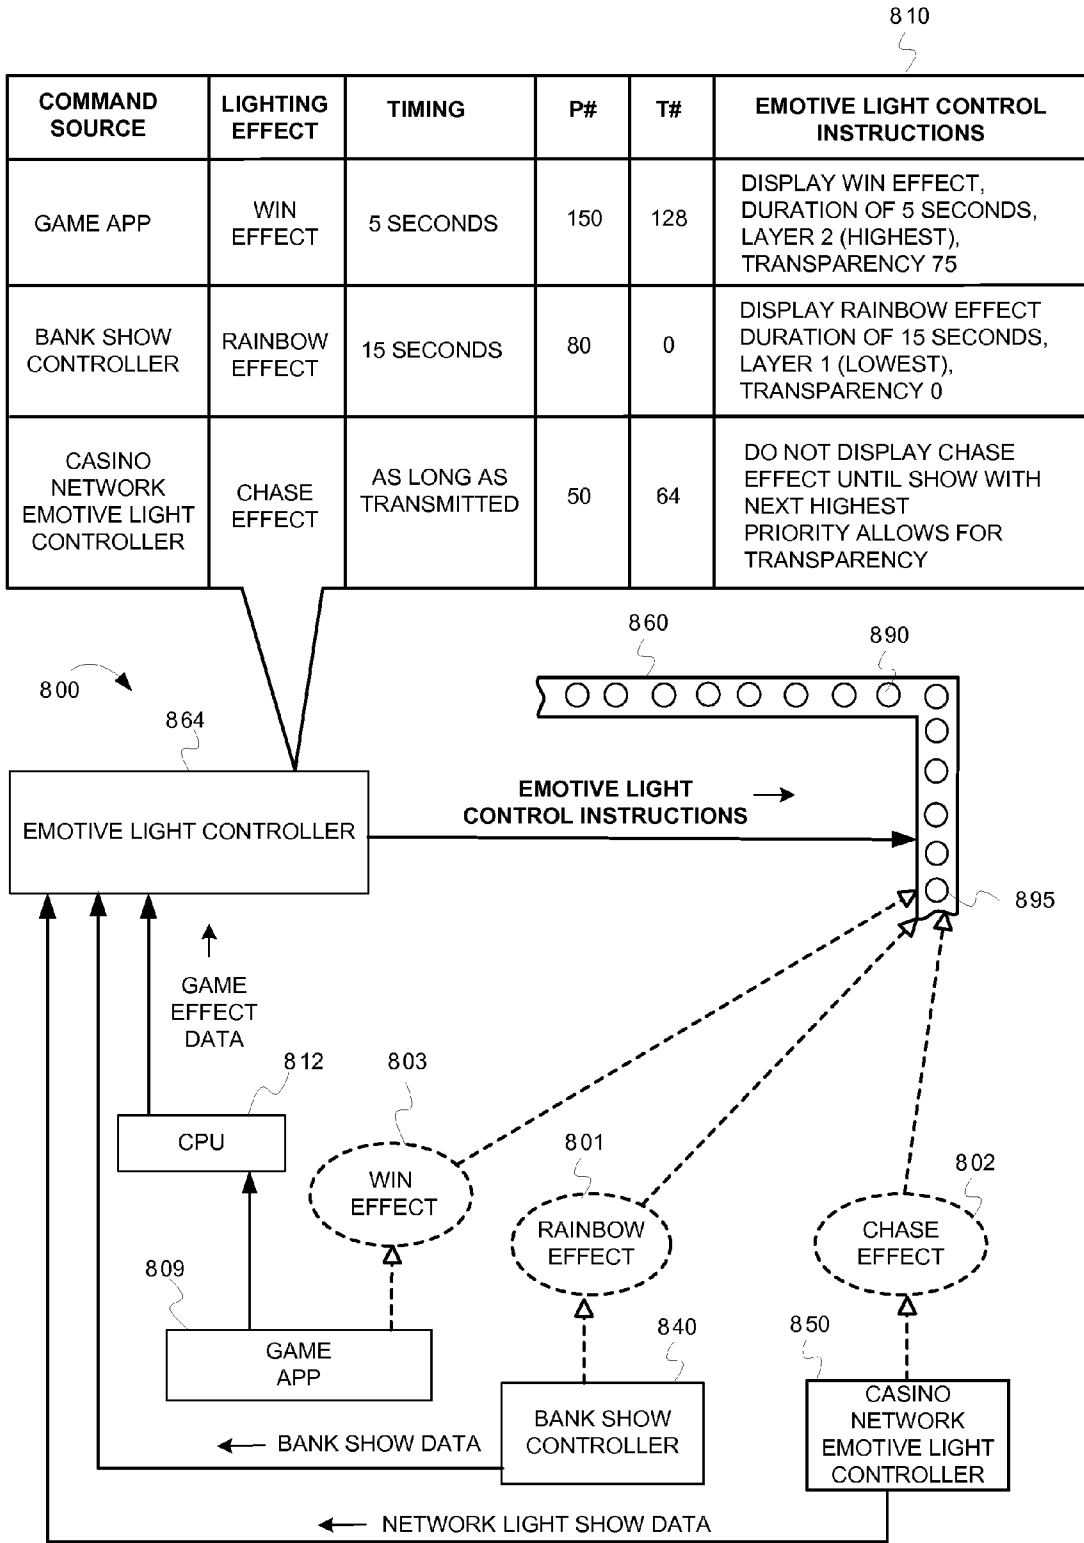 810
COMMAND
SOURCE
LIGHTING
EFFECT
TIMING
P#
T#
EMOTIVE LIGHT CONTROL
INSTRUCTIONS
GAME APP
WIN
EFFECT
5 SECONDS
150
128
DISPLAY WIN EFFECT,
DURATION OF 5 SECONDS,
LAYER 2 (HIGHEST),
TRANSPARENCY 75
BANK SHOW
CONTROLLER
RAINBOW
EFFECT
15 SECONDS
80
0
DISPLAY RAINBOW EFFECT
DURATION OF 15 SECONDS,
LAYER 1 (LOWEST),
TRANSPARENCY 0
CASINO
NETWORK
EMOTIVE LIGHT
CONTROLLER
CHASE
EFFECT
AS LONG AS
TRANSMITTED
50
64
DO NOT DISPLAY CHASE
EFFECT UNTIL SHOW WITH
NEXT HIGHEST
PRIORITY ALLOWS FOR
TRANSPARENCY
860
890
800
864
EMOTIVE LIGHT
CONTROL INSTRUCTIONS
EMOTIVE LIGHT CONTROLLER
895
GAME
EFFECT
DATA
812
803
CPU
801
802
WIN
EFFECT
RAINBOW
EFFECT
CHASE
EFFECT
809
840
850
GAME
APP
BANK SHOW
CONTROLLER
CASINO
NETWORK
EMOTIVE LIGHT
CONTROLLER
BANK SHOW DATA
NETWORK LIGHT SHOW DATA